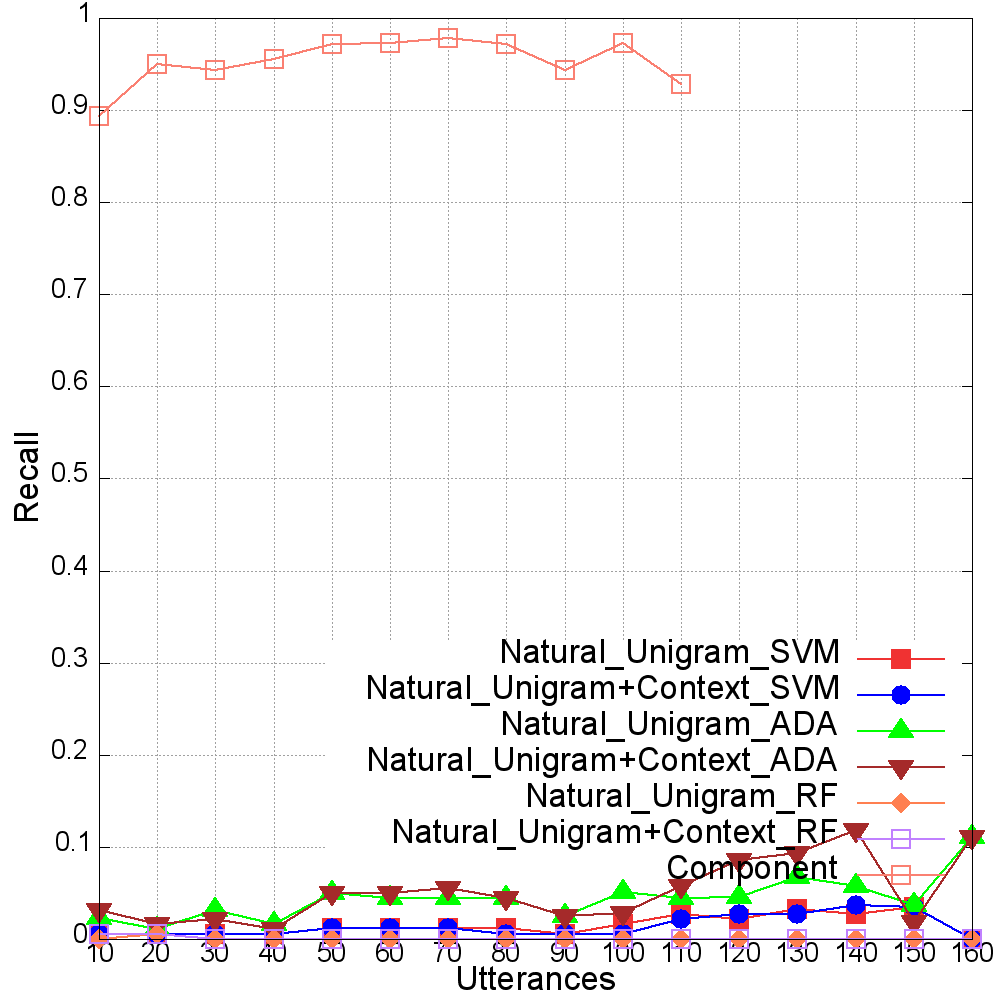 1
0.9
0.8
0.7
0.6
0.5
0.4
0.3
0.2
0.1
0
Recall
Natural_Unigram_SVM
Natural_Unigram+Context_SVM
Natural_Unigram_ADA
Natural_Unigram+Context_ADA
Natural_Unigram_RF
Natural_Unigram+Context_RF
Component
10 20 30 40 50 60 70 80 90 100 110 120 130 140 150 160
Utterances